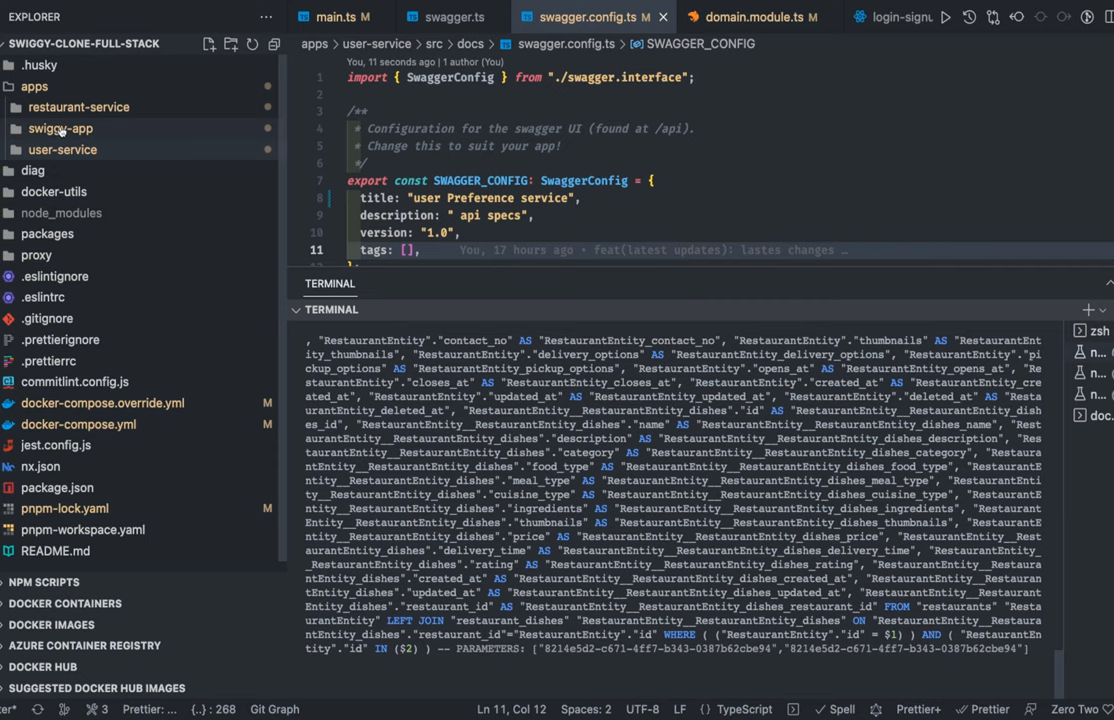 EXPLORER
SWIGGY-CLONE-FULL-STACK
.husky
apps
restaurant-service
swiggy-app
user-service
diag
docker-utils
node_modules
packages
proxy
.eslintignore
.eslintrc
.gitignore
.prettierignore
.prettierrc
commitlint.config.js
docker-compose.override.yml M
docker-compose.yml M
jest.config.js
nx.json
package.json
pnpm-lock.yaml M
pnpm-workspace.yaml
README.md
NPM SCRIPTS
DOCKER CONTAINERS
DOCKER IMAGES
AZURE CONTAINER REGISTRY
DOCKER HUB
SUGGESTED DOCKER HUB IMAGES
main.ts M swagger.ts swagger.config.ts M domain.module.ts M login-signu
apps > user-service > src > docs > swagger.config.ts > SWAGGER_CONFIG
You, 11 seconds ago | 1 author (You)
1 import { SwaggerConfig } from "./swagger.interface";
2
3 /**
4 * Configuration for the swagger UI (found at /api).
5 * Change this to suit your app!
6 */
7 export const SWAGGER_CONFIG: SwaggerConfig = {
8 title: "user Preference service",
9 description: " api specs",
10 version: "1.0",
11 tags: [], You, 17 hours ago • feat(latest updates): lastes changes …
TERMINAL
TERMINAL
zsh
n...
n...
n...
doc.
, "RestaurantEntity"."contact_no" AS "RestaurantEntity_contact_no", "RestaurantEntity"."thumbnails" AS "RestaurantEnt
ity_thumbnails", "RestaurantEntity"."delivery_options" AS "RestaurantEntity_delivery_options", "RestaurantEntity"."pi
ckup_options" AS "RestaurantEntity_pickup_options", "RestaurantEntity"."opens_at" AS "RestaurantEntity_opens_at", "Re
staurantEntity"."closes_at" AS "RestaurantEntity_closes_at", "RestaurantEntity"."created_at" AS "RestaurantEntity_cre
ated_at", "RestaurantEntity"."updated_at" AS "RestaurantEntity_updated_at", "RestaurantEntity"."deleted_at" AS "Resta
urantEntity_deleted_at", "RestaurantEntity__RestaurantEntity_dishes"."id" AS "RestaurantEntity__RestaurantEntity_dish
es_id", "RestaurantEntity__RestaurantEntity_dishes"."name" AS "RestaurantEntity__RestaurantEntity_dishes_name", "Rest
aurantEntity__RestaurantEntity_dishes"."description" AS "RestaurantEntity__RestaurantEntity_dishes_description", "Res
taurantEntity__RestaurantEntity_dishes"."category" AS "RestaurantEntity__RestaurantEntity_dishes_category", "Restaura
ntEntity__RestaurantEntity_dishes"."food_type" AS "RestaurantEntity__RestaurantEntity_dishes_food_type", "RestaurantE
ntity__RestaurantEntity_dishes"."meal_type" AS "RestaurantEntity__RestaurantEntity_dishes_meal_type", "RestaurantEnti
ty__RestaurantEntity_dishes"."cuisine_type" AS "RestaurantEntity__RestaurantEntity_dishes_cuisine_type", "RestaurantE
ntity__RestaurantEntity_dishes"."ingredients" AS "RestaurantEntity__RestaurantEntity_dishes_ingredients", "Restaurant
Entity__RestaurantEntity_dishes"."thumbnails" AS "RestaurantEntity__RestaurantEntity_dishes_thumbnails", "RestaurantE
ntity__RestaurantEntity_dishes"."price" AS "RestaurantEntity__RestaurantEntity_dishes_price", "RestaurantEntity__Rest
aurantEntity_dishes"."delivery_time" AS "RestaurantEntity__RestaurantEntity_dishes_delivery_time", "RestaurantEntity_
_RestaurantEntity_dishes"."rating" AS "RestaurantEntity__RestaurantEntity_dishes_rating", "RestaurantEntity__Restaura
ntEntity_dishes"."created_at" AS "RestaurantEntity__RestaurantEntity_dishes_created_at", "RestaurantEntity__Restauran
tEntity_dishes"."updated_at" AS "RestaurantEntity__RestaurantEntity_dishes_updated_at", "RestaurantEntity__Restaurant
Entity_dishes"."restaurant_id" AS "RestaurantEntity__RestaurantEntity_dishes_restaurant_id" FROM "restaurants" "Resta
urantEntity" LEFT JOIN "restaurant_dishes" "RestaurantEntity__RestaurantEntity_dishes" ON "RestaurantEntity__Restaura
ntEntity_dishes"."restaurant_id"="RestaurantEntity"."id" WHERE ( ("RestaurantEntity"."id" = $1) ) AND ( "RestaurantEn
tity"."id" IN ($2) ) -- PARAMETERS: ["8214e5d2-c671-4ff7-b343-0387b62cbe94","8214e5d2-c671-4ff7-b343-0387b62cbe94"]
ter* 3 {..} : 268 Prettier: ... Git Graph Ln 11, Col 12 Spaces: 2 UTF-8 LF {} TypeScript Spell Prettier+ Prettier Zero Two